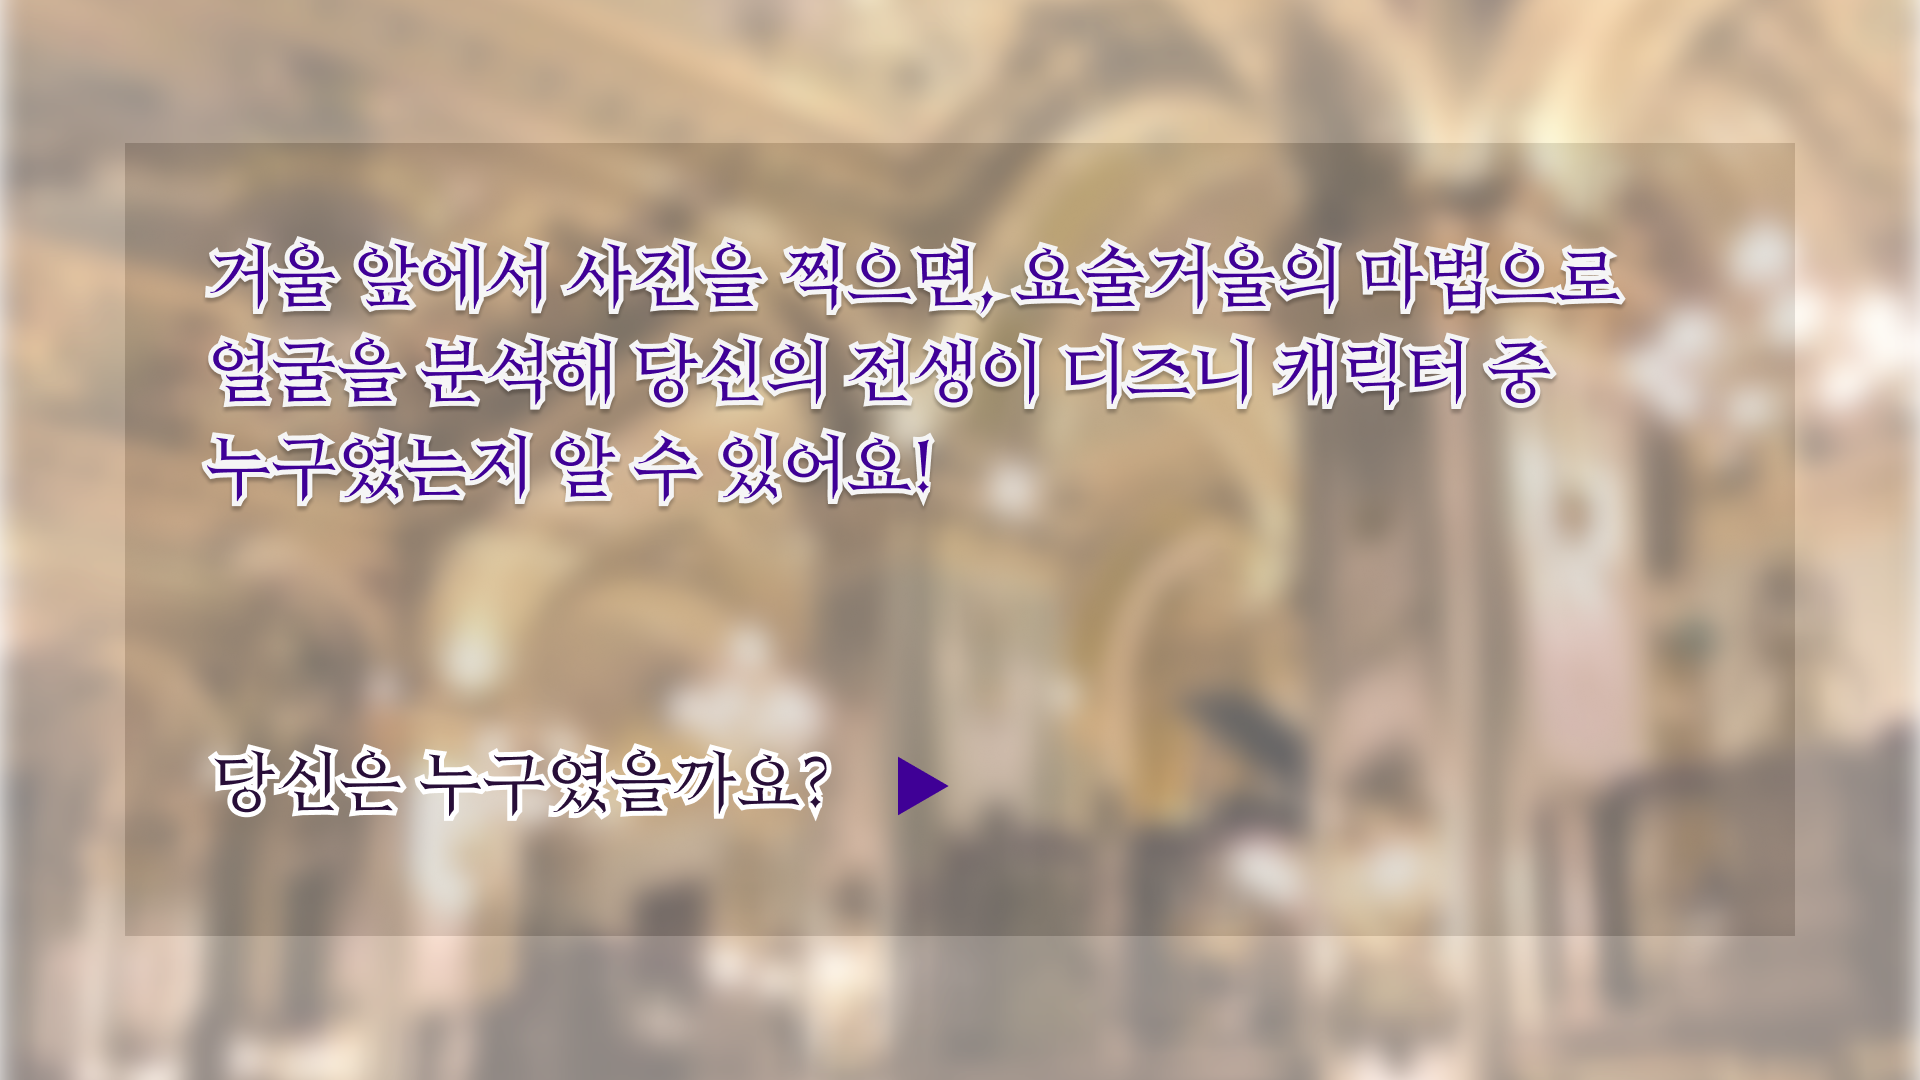 거울 앞에서 사진을 찍으면, 요술거울의 마법으로
얼굴을 분석해 당신의 전생이 디즈니 캐릭터 중
누구였는지 알 수 있어요!
당신은 누구였을까요?